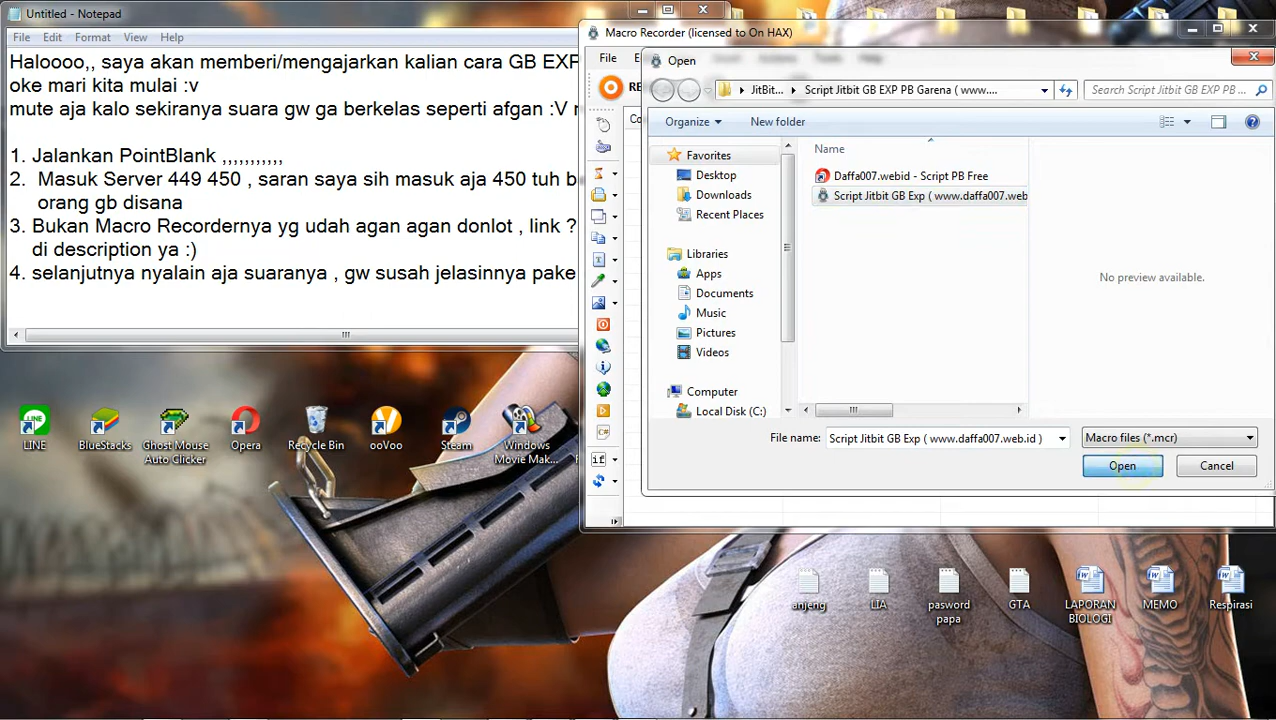 Untitled - Notepad
File Edit Format View Help
Haloooo,, saya akan memberi/mengajarkan kalian cara GB EXP
oke mari kita mulai :v
mute aja kalo sekiranya suara gw ga berkelas seperti afgan :V
1. Jalankan PointBlank ,,,,,,,,,,,
2. Masuk Server 449 450 , saran saya sih masuk aja 450 tuh
orang gb disana
3. Bukan Macro Recordernya yg udah agan agan donlot , link ?
di description ya :)
4. selanjutnya nyalain aja suaranya , gw susah jelasinnya pake
Macro Recorder (licensed to On HAX)
File
Open
JitBit... Script Jitbit GB EXP PB Garena ( www....
Search Script Jitbit GB EXP PB ...
Organize New folder
Favorites
Desktop
Downloads
Recent Places
Libraries
Apps
Documents
Music
Pictures
Videos
Computer
Local Disk (C:)
Name
Daffa007.webid - Script PB Free
Script Jitbit GB Exp ( www.daffa007.web
No preview available.
File name: Script Jitbit GB Exp ( www.daffa007.web.id ) Macro files (*.mcr)
Open Cancel
if
LINE
BlueStacks
Ghost Mouse
Auto Clicker
Opera
Recycle Bin
ooVoo
Steam
Windows
Movie Mak...
anjeng
LIA
pasword
papa
GTA
LAPORAN
BIOLOGI
MEMO
Respirasi